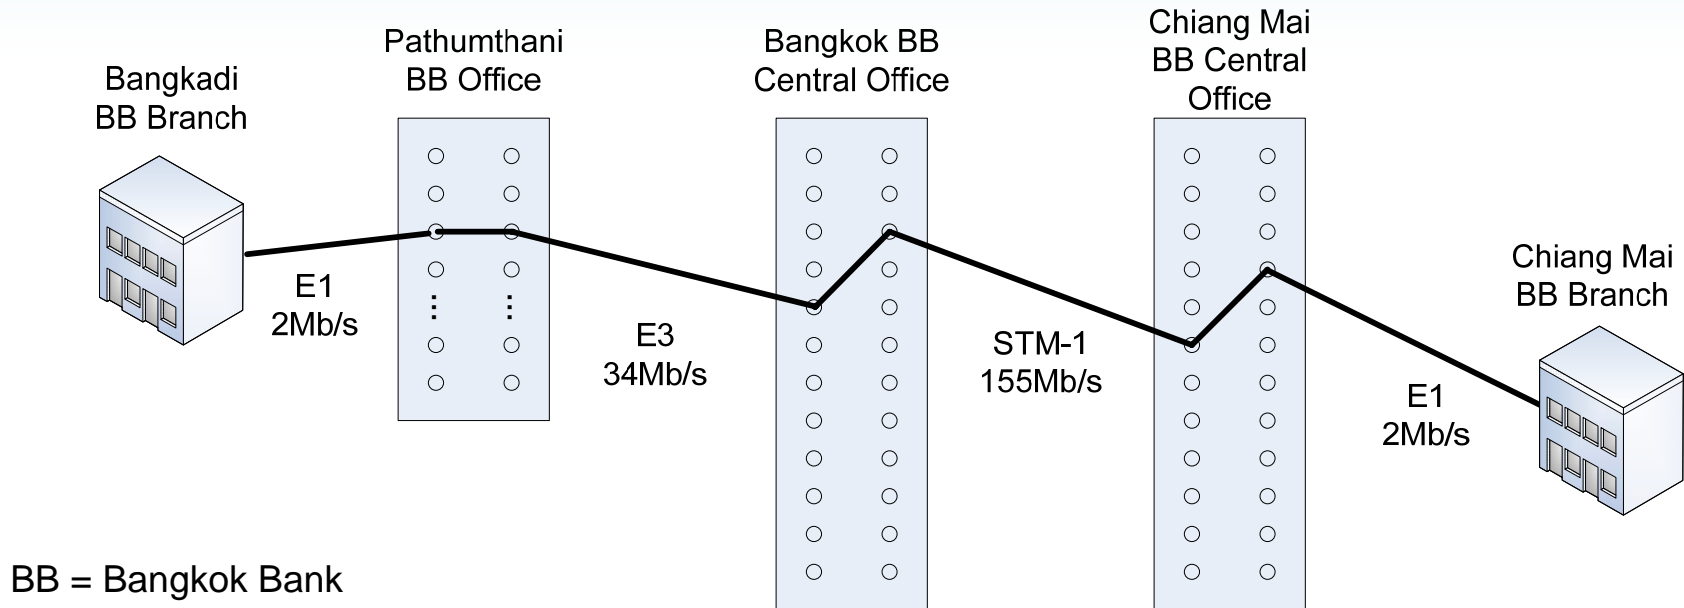 Bangkadi
BB Branch
Pathumthani
BB Office
Bangkok BB
Central Office
Chiang Mai
BB Central
Office
Chiang Mai
BB Branch
E1
2Mb/s
E3
34Mb/s
STM-1
155Mb/s
E1
2Mb/s
BB = Bangkok Bank